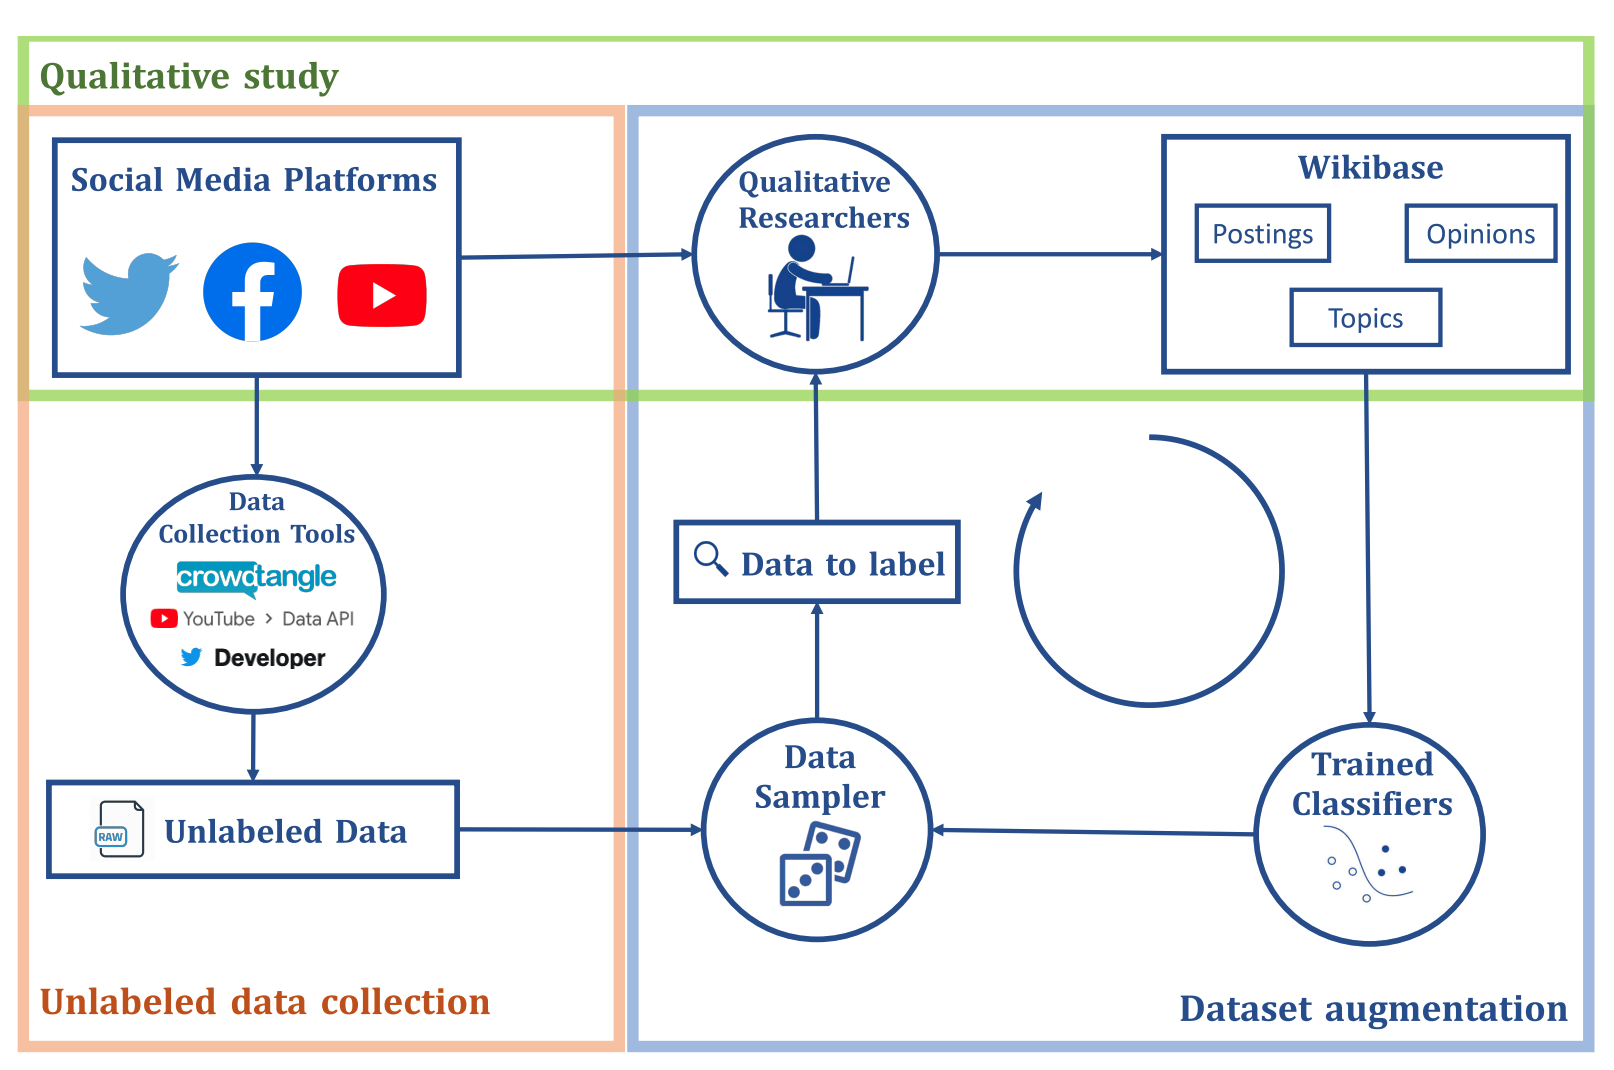 Qualitative study
Social Media Platforms
Qualitative
Researchers
Wikibase
Postings
Opinions
Topics
Data
Collection Tools
crowdtangle
YouTube > Data API
Developer
Data to label
RAW
Unlabeled Data
Data
Sampler
Trained
Classifiers
Unlabeled data collection
Dataset augmentation